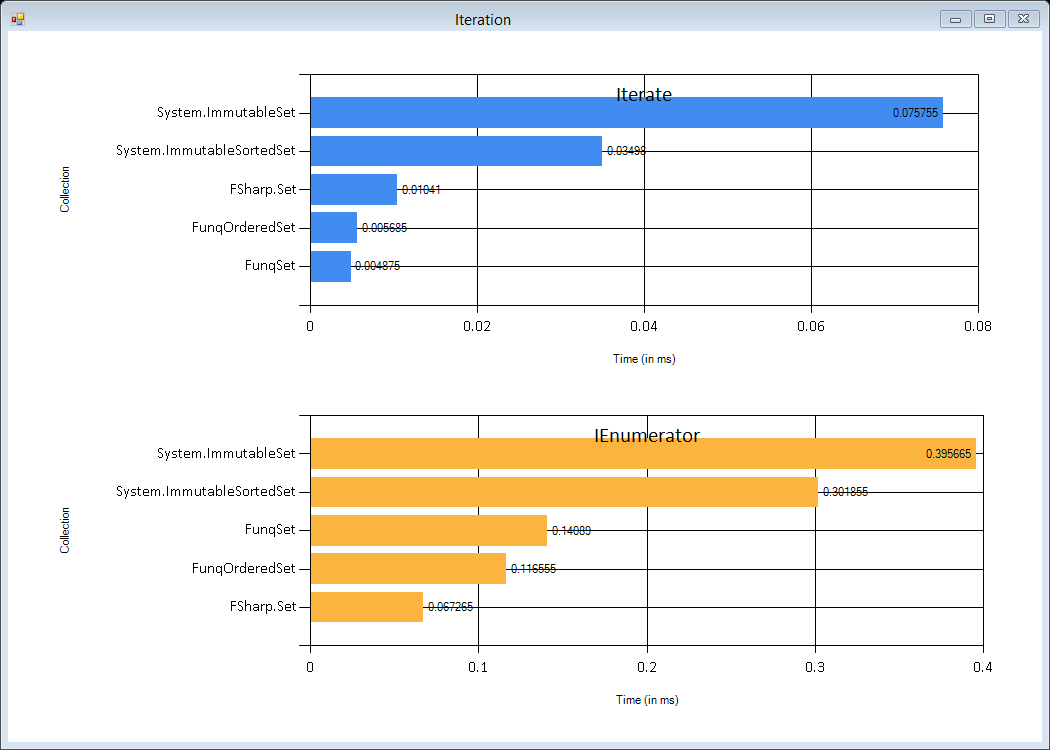 Iteration
Iterate
Collection
System.ImmutableSet
0.075755
System.ImmutableSortedSet
0.03498
FSharp.Set
0.01041
FunqOrderedSet
0.005685
FunqSet
0.004875
0 0.02 0.04 0.06 0.08
Time (in ms)
IEnumerator
Collection
System.ImmutableSet
0.395665
System.ImmutableSortedSet
0.301855
FunqSet
0.14089
FunqOrderedSet
0.116555
FSharp.Set
0.067265
0 0.1 0.2 0.3 0.4
Time (in ms)